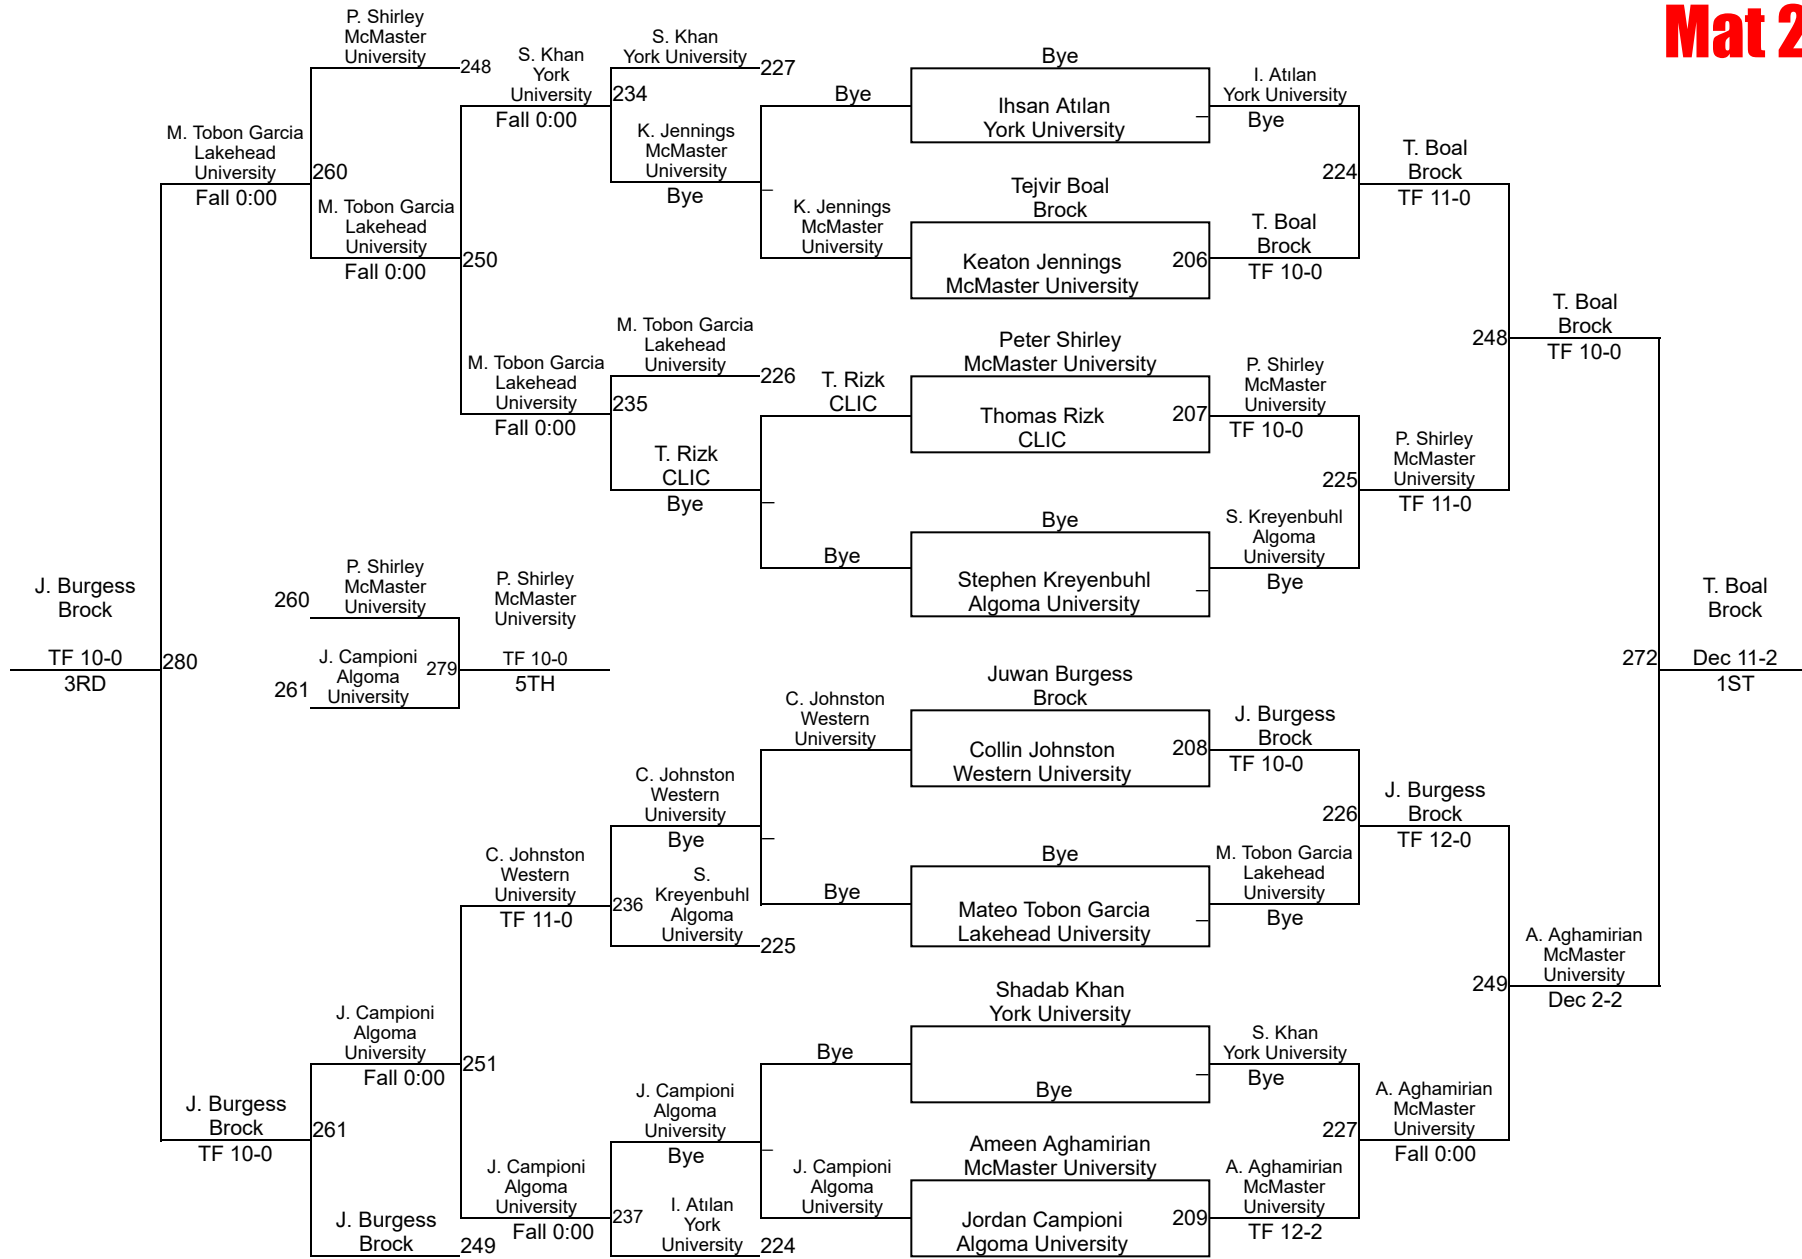 Mat 2
P. Shirley
McMaster
University
248
M. Tobon Garcia
Lakehead
University
Fall 0:00
260
M. Tobon Garcia
Lakehead
University
Fall 0:00
250
S. Khan
York
University
Fall 0:00
234
S. Khan
York University
227
K. Jennings
McMaster
University
Bye
Bye
K. Jennings
McMaster
University
Bye
Ihsan Atılan
York University
I. Atılan
York University
Bye
224
Tejvir Boal
Brock
Keaton Jennings
McMaster University
206
T. Boal
Brock
TF 10-0
T. Boal
Brock
TF 11-0
M. Tobon Garcia
Lakehead
University
Fall 0:00
235
M. Tobon Garcia
Lakehead
University
226
T. Rizk
CLIC
Bye
T. Rizk
CLIC
Bye
Peter Shirley
McMaster University
Thomas Rizk
CLIC
207
P. Shirley
McMaster
University
TF 10-0
225
Bye
Stephen Kreyenbuhl
Algoma University
S. Kreyenbuhl
Algoma
University
Bye
P. Shirley
McMaster
University
TF 11-0
248
T. Boal
Brock
TF 10-0
J. Burgess
Brock
TF 10-0
3RD
280
260
P. Shirley
McMaster
University
261
J. Campioni
Algoma
University
279
P. Shirley
McMaster
University
TF 10-0
5TH
272
T. Boal
Brock
Dec 11-2
1ST
C. Johnston
Western
University
Juwan Burgess
Brock
Collin Johnston
Western University
208
J. Burgess
Brock
TF 10-0
C. Johnston
Western
University
Bye
226
J. Burgess
Brock
TF 12-0
C. Johnston
Western
University
TF 11-0
236
S.
Kreyenbuhl
Algoma
University
225
Bye
Bye
Mateo Tobon Garcia
Lakehead University
M. Tobon Garcia
Lakehead
University
Bye
249
A. Aghamirian
McMaster
University
Dec 2-2
J. Campioni
Algoma
University
Fall 0:00
251
J. Burgess
Brock
TF 10-0
261
J. Burgess
Brock
249
J. Campioni
Algoma
University
Fall 0:00
237
J. Campioni
Algoma
University
Bye
I. Atılan
York
University
224
Bye
J. Campioni
Algoma
University
Shadab Khan
York University
Bye
S. Khan
York University
Bye
227
Ameen Aghamirian
McMaster University
Jordan Campioni
Algoma University
209
A. Aghamirian
McMaster
University
TF 12-2
A. Aghamirian
McMaster
University
Fall 0:00